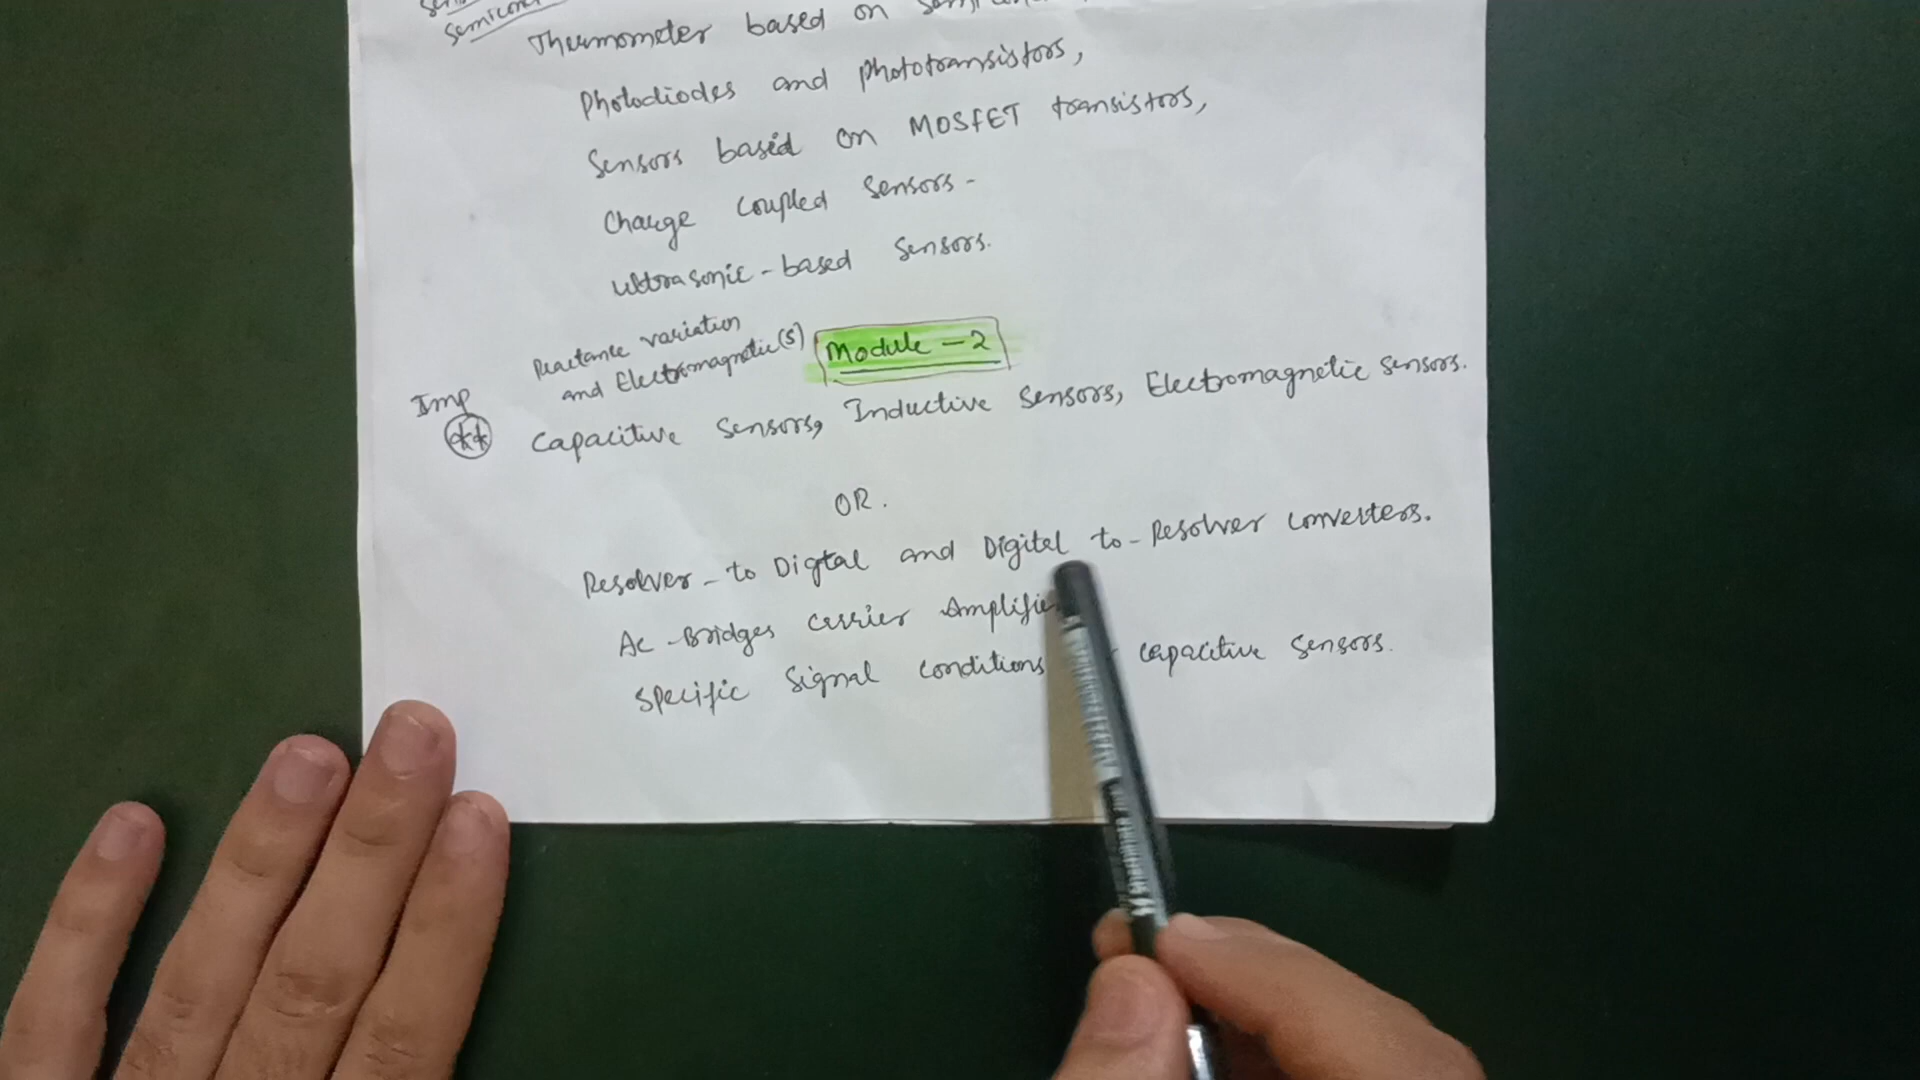 Thermometer based on
Photodiodes and phototransistors,
Sensors based on MOSFET transistors,
Charge coupled sensors -
ultrasonic - based sensors.
Reactance variation
and Electromagnetic(s)
Module - 2
Imp
** Capacitive Sensors, Inductive Sensors, Electromagnetic sensors.
OR.
Resolver - to Digtal and Digital to - Resolver converters.
Ac - Bridges carrier Amplifie
Specific Signal conditions capacitive sensors.